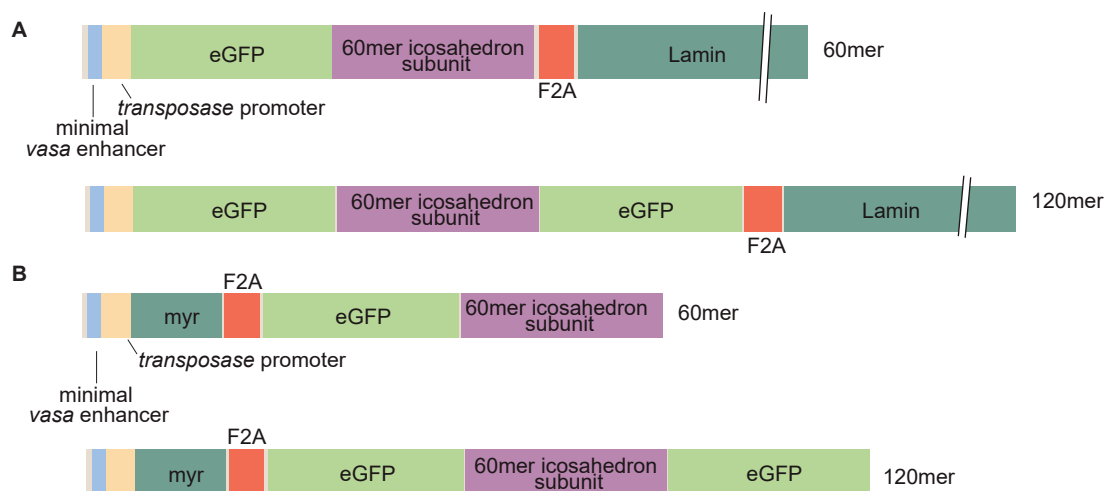 A
eGFP
60mer icosahedron
subunit
Lamin
60mer
F2A
transposase promoter
minimal
vasa enhancer
eGFP
60mer icosahedron
subunit
eGFP
Lamin
120mer
F2A
B
F2A
myr
eGFP
60mer icosahedron
subunit
60mer
transposase promoter
minimal
vasa enhancer
F2A
myr
eGFP
60mer icosahedron
subunit
eGFP
120mer